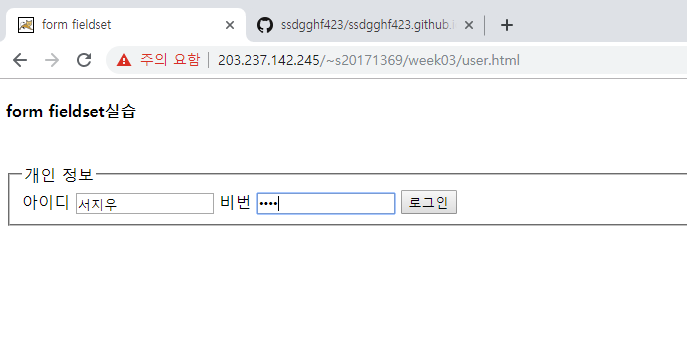 form fieldset
ssdgghf423/ssdgghf423.github.
주의 요함 203.237.142.245/~s20171369/week03/user.html
form fieldset실습
개인 정보
아이디 서지우 비번 •••• 로그인